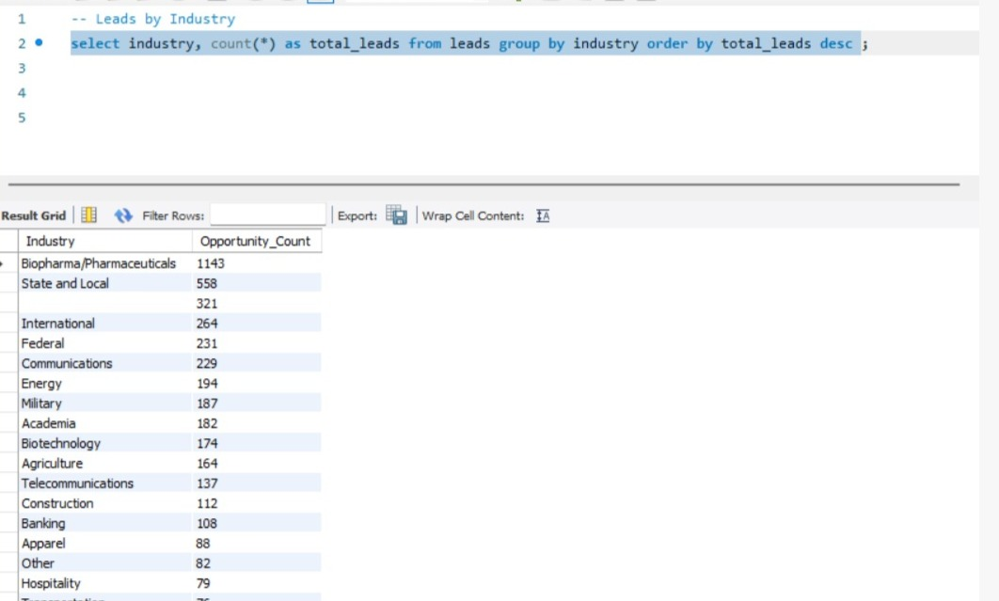 1 -- Leads by Industry
2 select industry, count(*) as total_leads from leads group by industry order by total_leads desc ;
3
4
5
Result Grid Filter Rows: Export: Wrap Cell Content: IA
Industry Opportunity_Count
Biopharma/Pharmaceuticals 1143
State and Local 558
321
International 264
Federal 231
Communications 229
Energy 194
Military 187
Academia 182
Biotechnology 174
Agriculture 164
Telecommunications 137
Construction 112
Banking 108
Apparel 88
Other 82
Hospitality 79